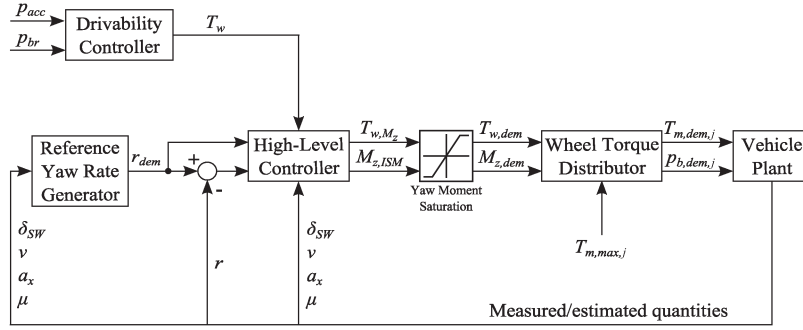 p_acc
p_br
Drivability
Controller
T_w
Reference
Yaw Rate
Generator
r_dem
+
-
High-Level
Controller
T_w,M_z
M_z,ISM
Yaw Moment
Saturation
T_w,dem
M_z,dem
Wheel Torque
Distributor
T_m,dem,j
p_b,dem,j
Vehicle
Plant
T_m,max,j
δ_SW
v
a_x
μ
r
δ_SW
v
a_x
μ
Measured/estimated quantities